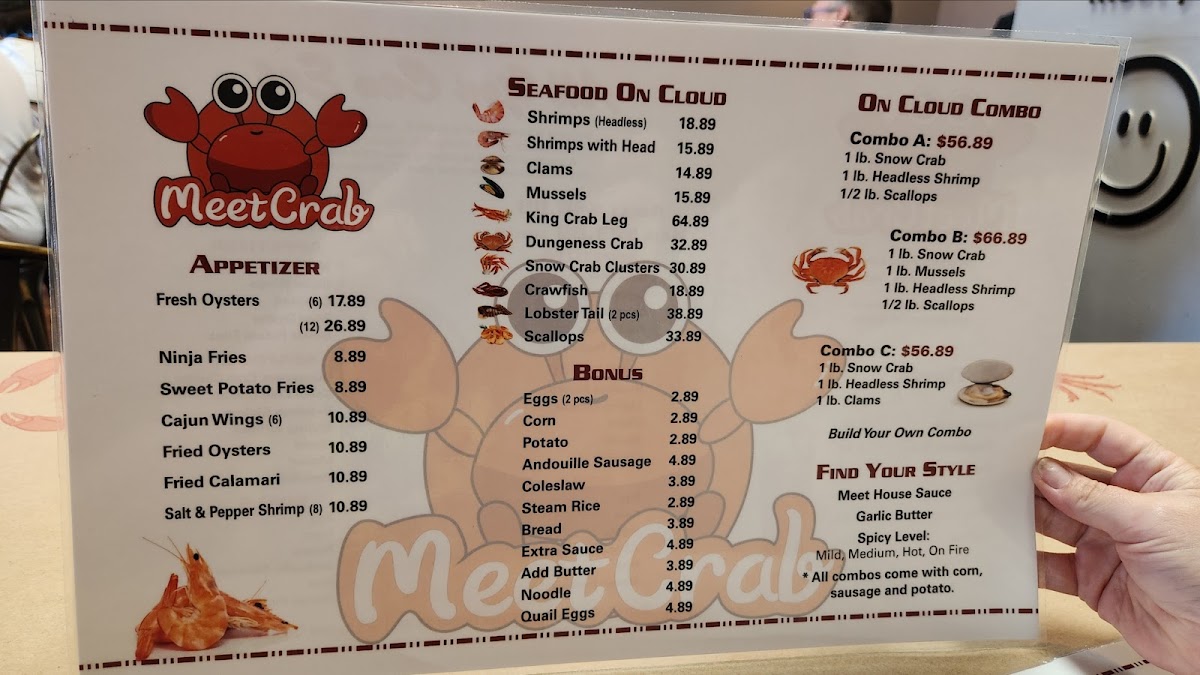 MeetCrab
APPETIZER
Fresh Oysters (6) 17.89
(12) 26.89
Ninja Fries 8.89
Sweet Potato Fries 8.89
Cajun Wings (6) 10.89
Fried Oysters 10.89
Fried Calamari 10.89
Salt & Pepper Shrimp (8) 10.89
SEAFOOD ON CLOUD
Shrimps (Headless) 18.89
Shrimps with Head 15.89
Clams 14.89
Mussels 15.89
King Crab Leg 64.89
Dungeness Crab 32.89
Snow Crab Clusters 30.89
Crawfish 18.89
Lobster Tail (2 pcs) 38.89
Scallops 33.89
BONUS
Eggs (2 pcs) 2.89
Corn 2.89
Potato 2.89
Andouille Sausage 4.89
Coleslaw 3.89
Steam Rice 2.89
Bread 3.89
Extra Sauce 4.89
Add Butter 3.89
Noodle 4.89
Quail Eggs 4.89
MeetCrab
ON CLOUD COMBO
Combo A: $56.89
1 lb. Snow Crab
1 lb. Headless Shrimp
1/2 lb. Scallops
Combo B: $66.89
1 lb. Snow Crab
1 lb. Mussels
1 lb. Headless Shrimp
1/2 lb. Scallops
Combo C: $56.89
1 lb. Snow Crab
1 lb. Headless Shrimp
1 lb. Clams
Build Your Own Combo
FIND YOUR STYLE
Meet House Sauce
Garlic Butter
Spicy Level:
Mild, Medium, Hot, On Fire
* All combos come with corn,
sausage and potato.